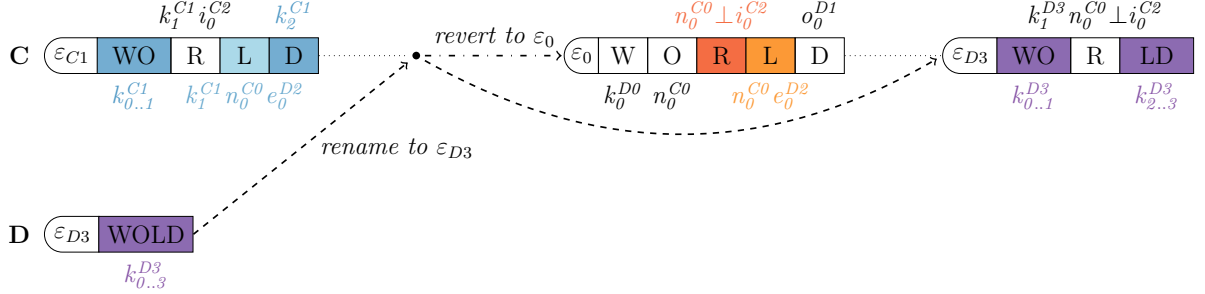 k_1^{C1} i_0^{C2} k_2^{C1} n_0^{C0} ⊥ i_0^{C2} o_0^{D1} k_1^{D3} n_0^{C0} ⊥ i_0^{C2}
revert to ε_0
C ε_{C1} WO R L D ε_0 W O R L D ε_{D3} WO R LD
k_{0..1}^{C1} k_1^{C1} n_0^{C0} e_0^{D2} k_0^{D0} n_0^{C0} n_0^{C0} e_0^{D2} k_{0..1}^{D3} k_{2..3}^{D3}
rename to ε_{D3}
D ε_{D3} WOLD
k_{0..3}^{D3}